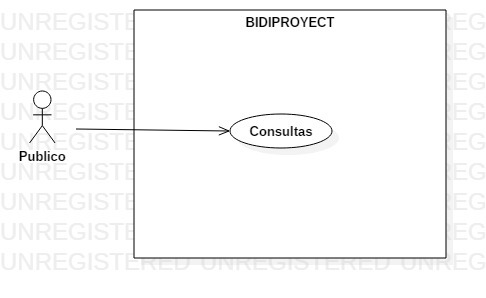 BIDIPROYECT
Consultas
Publico
UNREGISTERED UNREGISTERED UNREG